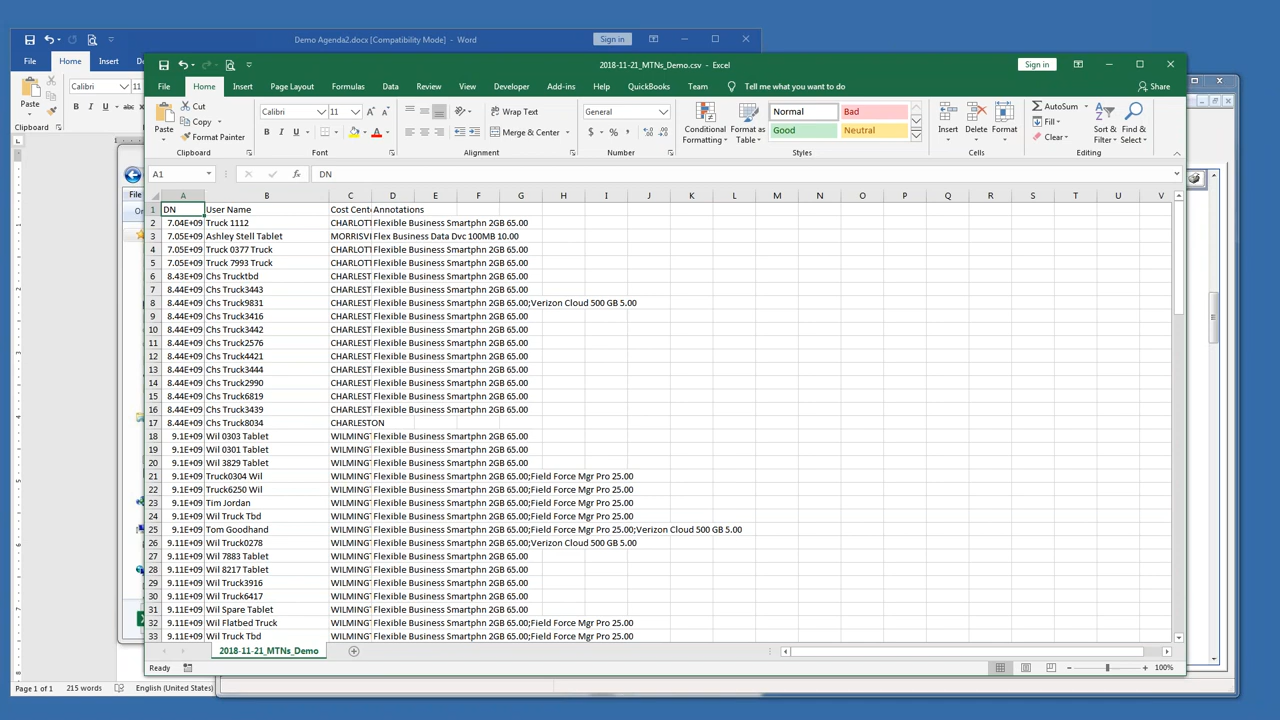 Demo Agenda2.docx [Compatibility Mode] - Word
Sign in
File Home Insert
Paste
Calibri 11
B I U abc
Clipboard
2018-11-21_MTNs_Demo.csv - Excel
Sign in
File Home Insert Page Layout Formulas Data Review View Developer Add-ins Help QuickBooks Team Tell me what you want to do Share
Paste
Cut
Copy
Format Painter
Clipboard
Calibri 11
B I U
Font
Wrap Text
Merge & Center
Alignment
General
$ % ,
Number
Conditional Formatting
Format as Table
Normal Bad
Good Neutral
Styles
Insert Delete Format
Cells
AutoSum
Fill
Clear
Sort & Filter
Find & Select
Editing
A1 fx DN
File
A B C D E F G H I J K L M N O P Q R S T U V
1 DN User Name Cost Cent Annotations
2 7.04E+09 Truck 1112 CHARLOTT Flexible Business Smartphn 2GB 65.00
3 7.05E+09 Ashley Stell Tablet MORRISVI Flex Business Data Dvc 100MB 10.00
4 7.05E+09 Truck 0377 Truck CHARLOTT Flexible Business Smartphn 2GB 65.00
5 7.05E+09 Truck 7993 Truck CHARLOTT Flexible Business Smartphn 2GB 65.00
6 8.43E+09 Chs Trucktbd CHARLEST Flexible Business Smartphn 2GB 65.00
7 8.44E+09 Chs Truck3443 CHARLEST Flexible Business Smartphn 2GB 65.00
8 8.44E+09 Chs Truck9831 CHARLEST Flexible Business Smartphn 2GB 65.00;Verizon Cloud 500 GB 5.00
9 8.44E+09 Chs Truck3416 CHARLEST Flexible Business Smartphn 2GB 65.00
10 8.44E+09 Chs Truck3442 CHARLEST Flexible Business Smartphn 2GB 65.00
11 8.44E+09 Chs Truck2576 CHARLEST Flexible Business Smartphn 2GB 65.00
12 8.44E+09 Chs Truck4421 CHARLEST Flexible Business Smartphn 2GB 65.00
13 8.44E+09 Chs Truck3444 CHARLEST Flexible Business Smartphn 2GB 65.00
14 8.44E+09 Chs Truck2990 CHARLEST Flexible Business Smartphn 2GB 65.00
15 8.44E+09 Chs Truck6819 CHARLEST Flexible Business Smartphn 2GB 65.00
16 8.44E+09 Chs Truck3439 CHARLEST Flexible Business Smartphn 2GB 65.00
17 8.44E+09 Chs Truck8034 CHARLESTON
18 9.1E+09 Wil 0303 Tablet WILMINGT Flexible Business Smartphn 2GB 65.00
19 9.1E+09 Wil 0301 Tablet WILMINGT Flexible Business Smartphn 2GB 65.00
20 9.1E+09 Wil 3829 Tablet WILMINGT Flexible Business Smartphn 2GB 65.00
21 9.1E+09 Truck0304 Wil WILMINGT Flexible Business Smartphn 2GB 65.00;Field Force Mgr Pro 25.00
22 9.1E+09 Truck6250 Wil WILMINGT Flexible Business Smartphn 2GB 65.00;Field Force Mgr Pro 25.00
23 9.1E+09 Tim Jordan WILMINGT Flexible Business Smartphn 2GB 65.00;Field Force Mgr Pro 25.00
24 9.1E+09 Wil Truck Tbd WILMINGT Flexible Business Smartphn 2GB 65.00;Field Force Mgr Pro 25.00
25 9.1E+09 Tom Goodhand WILMINGT Flexible Business Smartphn 2GB 65.00;Field Force Mgr Pro 25.00;Verizon Cloud 500 GB 5.00
26 9.11E+09 Wil Truck0278 WILMINGT Flexible Business Smartphn 2GB 65.00;Verizon Cloud 500 GB 5.00
27 9.11E+09 Wil 7883 Tablet WILMINGT Flexible Business Smartphn 2GB 65.00
28 9.11E+09 Wil 8217 Tablet WILMINGT Flexible Business Smartphn 2GB 65.00
29 9.11E+09 Wil Truck3916 WILMINGT Flexible Business Smartphn 2GB 65.00
30 9.11E+09 Wil Truck6417 WILMINGT Flexible Business Smartphn 2GB 65.00
31 9.11E+09 Wil Spare Tablet WILMINGT Flexible Business Smartphn 2GB 65.00
32 9.11E+09 Wil Flatbed Truck WILMINGT Flexible Business Smartphn 2GB 65.00;Field Force Mgr Pro 25.00
33 9.11E+09 Wil Truck Tbd WILMINGT Flexible Business Smartphn 2GB 65.00;Field Force Mgr Pro 25.00
2018-11-21_MTNs_Demo
Ready 100%
Page 1 of 1 215 words English (United States)